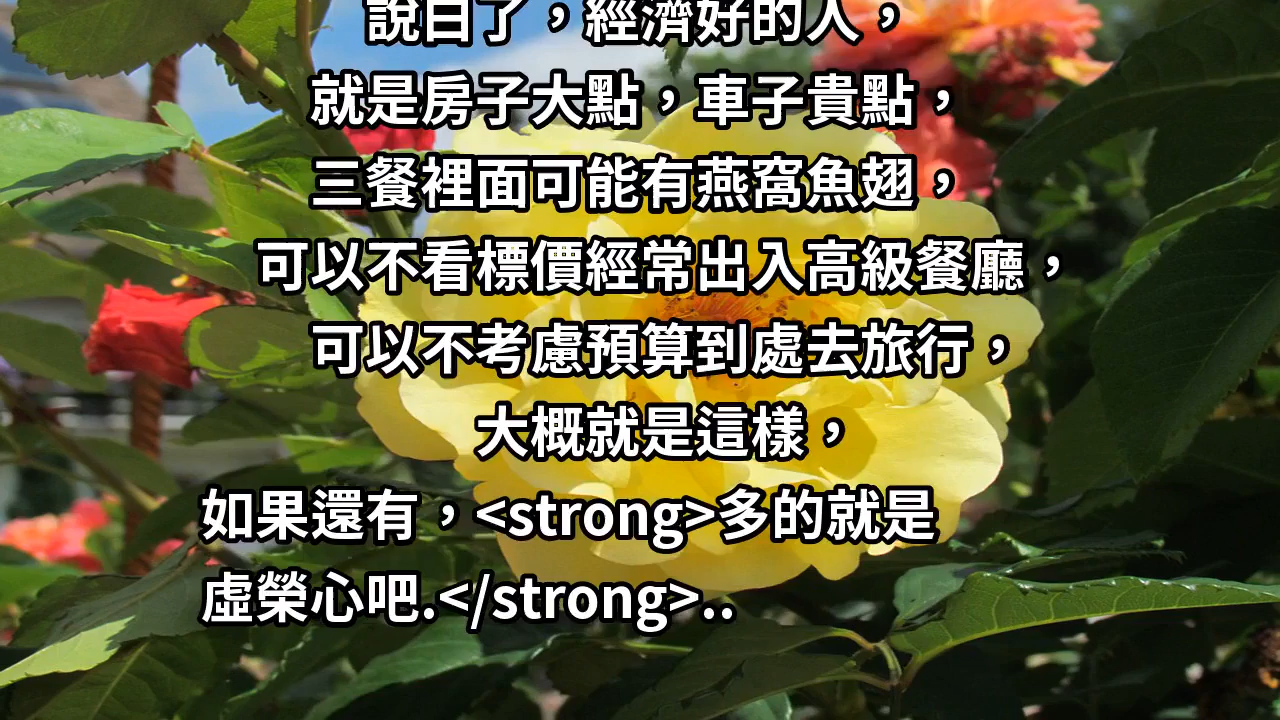 說白了，經濟好的人，
就是房子大點，車子貴點，
三餐裡面可能有燕窩魚翅，
可以不看標價經常出入高級餐廳，
可以不考慮預算到處去旅行，
大概就是這樣，
如果還有，<strong>多的就是
虛榮心吧.</strong>..